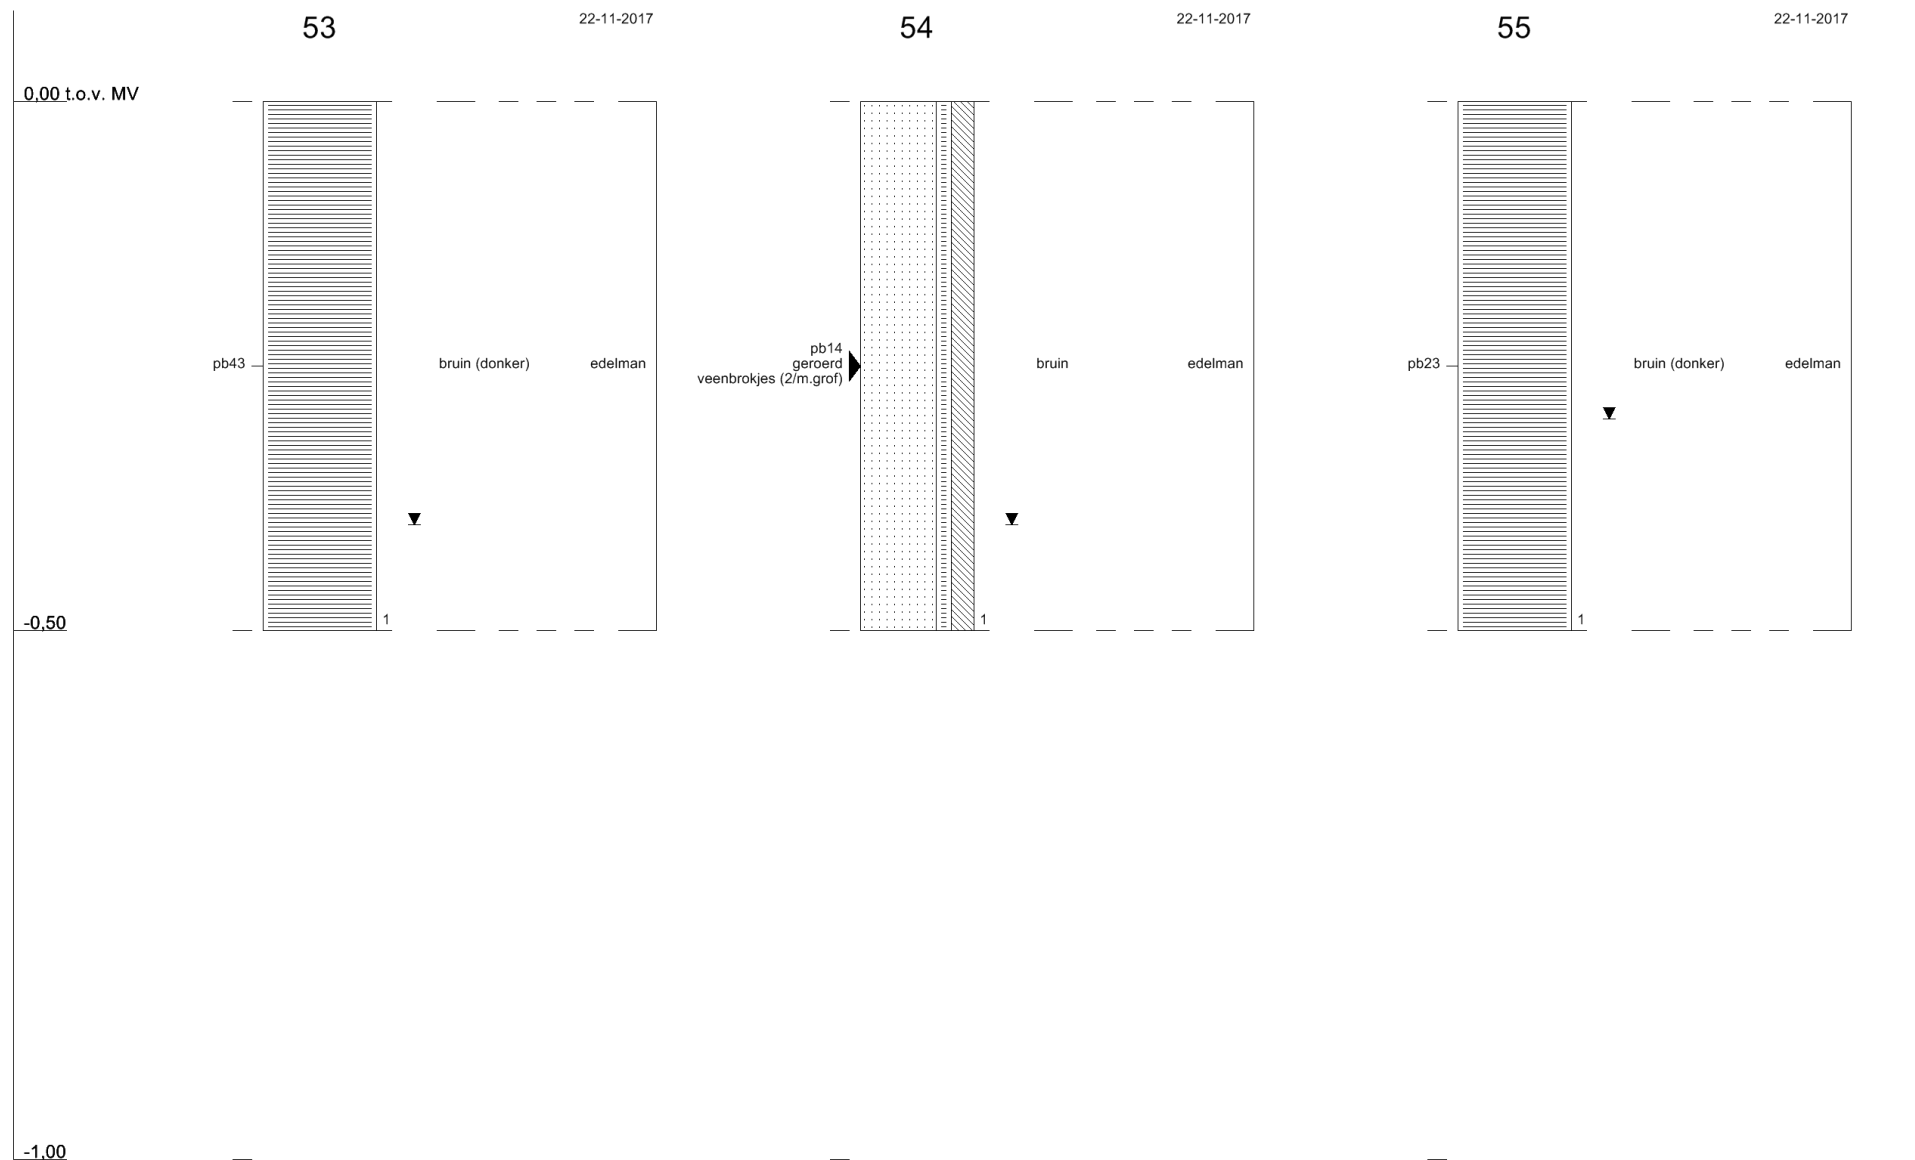 53
22-11-2017
54
22-11-2017
55
22-11-2017
0,00 t.o.v. MV
pb43
bruin (donker)
edelman
pb14
geroerd
veenbrokjes (2/m.grof)
bruin
edelman
pb23
bruin (donker)
edelman
-0,50
1
1
1
-1,00